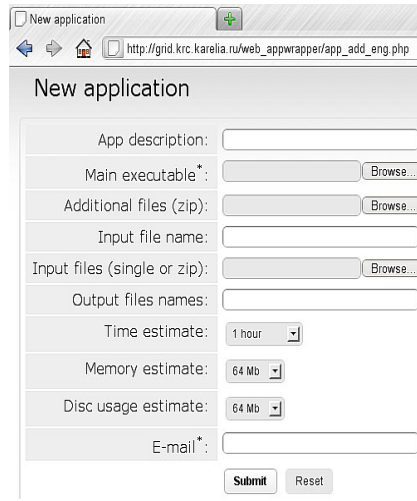 New application
http://grid.krc.karelia.ru/web_appwrapper/app_add_eng.php
New application
App description:
Main executable*: Browse...
Additional files (zip): Browse...
Input file name:
Input files (single or zip): Browse...
Output files names:
Time estimate: 1 hour
Memory estimate: 64 Mb
Disc usage estimate: 64 Mb
E-mail*:
Submit Reset